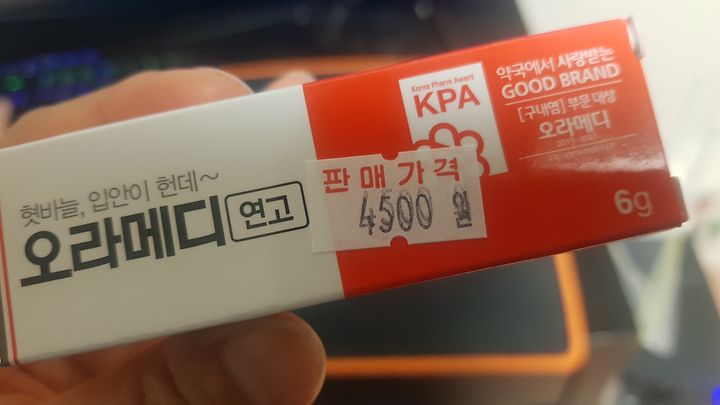 혓바늘, 입안이 헌데~
오라메디 연고
판매가격
4500 원
Korea Pharm Award
KPA
약국에서 사랑받는
GOOD BRAND
[구내염] 부문 대상
오라메디
6g